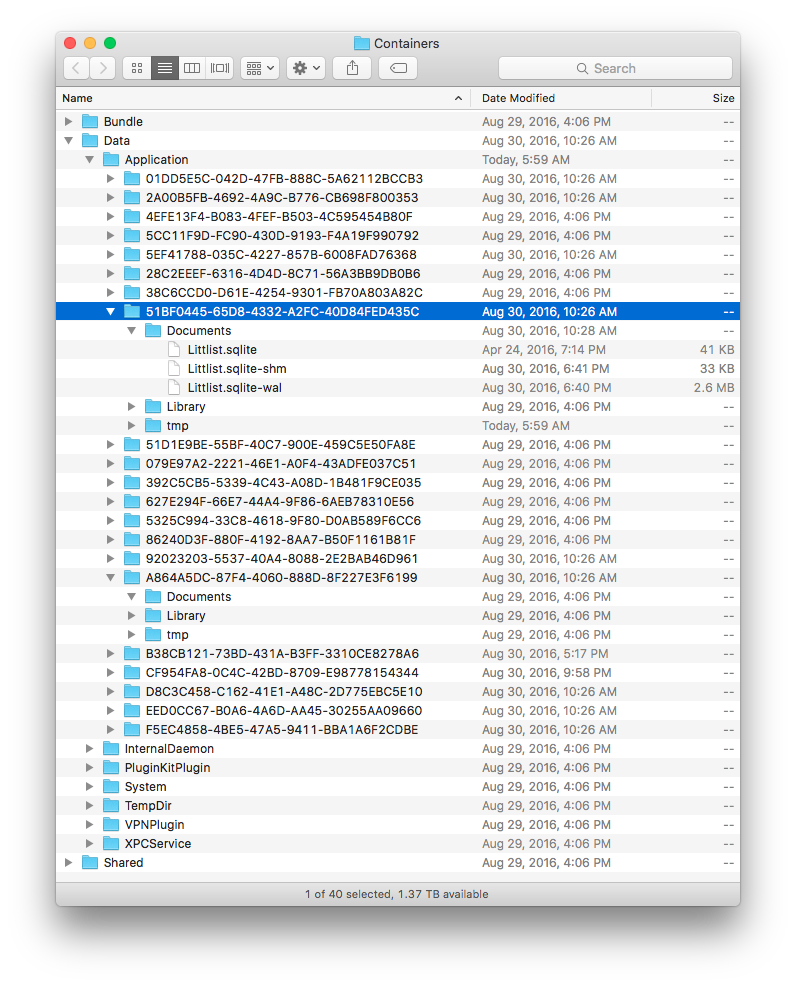 Containers
Search
Name Date Modified Size
Bundle Aug 29, 2016, 4:06 PM --
Data Aug 30, 2016, 10:26 AM --
Application Today, 5:59 AM --
01DD5E5C-042D-47FB-888C-5A62112BCCB3 Aug 29, 2016, 4:06 PM --
2A00B5FB-4692-4A9C-B776-CB698F800353 Aug 30, 2016, 10:26 AM --
4EFE13F4-B083-4FEF-B503-4C595454B80F Aug 29, 2016, 4:06 PM --
5CC11F9D-FC90-430D-9193-F4A19F990792 Aug 29, 2016, 4:06 PM --
5EF41788-035C-4227-857B-6008FAD76368 Aug 30, 2016, 10:26 AM --
28C2EEEF-6316-4D4D-8C71-56A3BB9DB0B6 Aug 29, 2016, 4:06 PM --
38C6CCD0-D61E-4254-9301-FB70A803A82C Aug 29, 2016, 4:06 PM --
51BF0445-65D8-4332-A2FC-40D84FED435C Aug 30, 2016, 10:26 AM --
Documents Aug 30, 2016, 10:28 AM --
Littlist.sqlite Apr 24, 2016, 7:14 PM 41 KB
Littlist.sqlite-shm Aug 30, 2016, 6:41 PM 33 KB
Littlist.sqlite-wal Aug 30, 2016, 6:40 PM 2.6 MB
Library Aug 29, 2016, 4:06 PM --
tmp Today, 5:59 AM --
51D1E9BE-55BF-40C7-900E-459C5E50FA8E Aug 29, 2016, 4:06 PM --
079E97A2-2221-46E1-A0F4-43ADFE037C51 Aug 29, 2016, 4:06 PM --
392C5CB5-5339-4C43-A08D-1B481F9CE035 Aug 29, 2016, 4:06 PM --
627E294F-66E7-44A4-9F86-6AEB78310E56 Aug 29, 2016, 4:06 PM --
5325C994-33C8-4618-9F80-D0AB589F6CC6 Aug 29, 2016, 4:06 PM --
86240D3F-880F-4192-8AA7-B50F1161B81F Aug 29, 2016, 4:06 PM --
92023203-5537-40A4-8088-2E2BAB46D961 Aug 30, 2016, 10:26 AM --
A864A5DC-87F4-4060-888D-8F227E3F6199 Aug 30, 2016, 10:26 AM --
Documents Aug 29, 2016, 4:06 PM --
Library Aug 29, 2016, 4:06 PM --
tmp Aug 29, 2016, 4:06 PM --
B38CB121-73BD-431A-B3FF-3310CE8278A6 Aug 30, 2016, 5:17 PM --
CF954FA8-0C4C-42BD-8709-E98778154344 Aug 30, 2016, 9:58 PM --
D8C3C458-C162-41E1-A48C-2D775EBC5E10 Aug 30, 2016, 10:26 AM --
EED0CC67-B0A6-4A6D-AA45-30255AA09660 Aug 30, 2016, 10:26 AM --
F5EC4858-4BE5-47A5-9411-BBA1A6F2CDBE Aug 30, 2016, 10:26 AM --
InternalDaemon Aug 29, 2016, 4:06 PM --
PluginKitPlugin Aug 29, 2016, 4:06 PM --
System Aug 29, 2016, 4:06 PM --
TempDir Aug 29, 2016, 4:06 PM --
VPNPlugin Aug 29, 2016, 4:06 PM --
XPCService Aug 29, 2016, 4:06 PM --
Shared Aug 29, 2016, 4:06 PM --
1 of 40 selected, 1.37 TB available